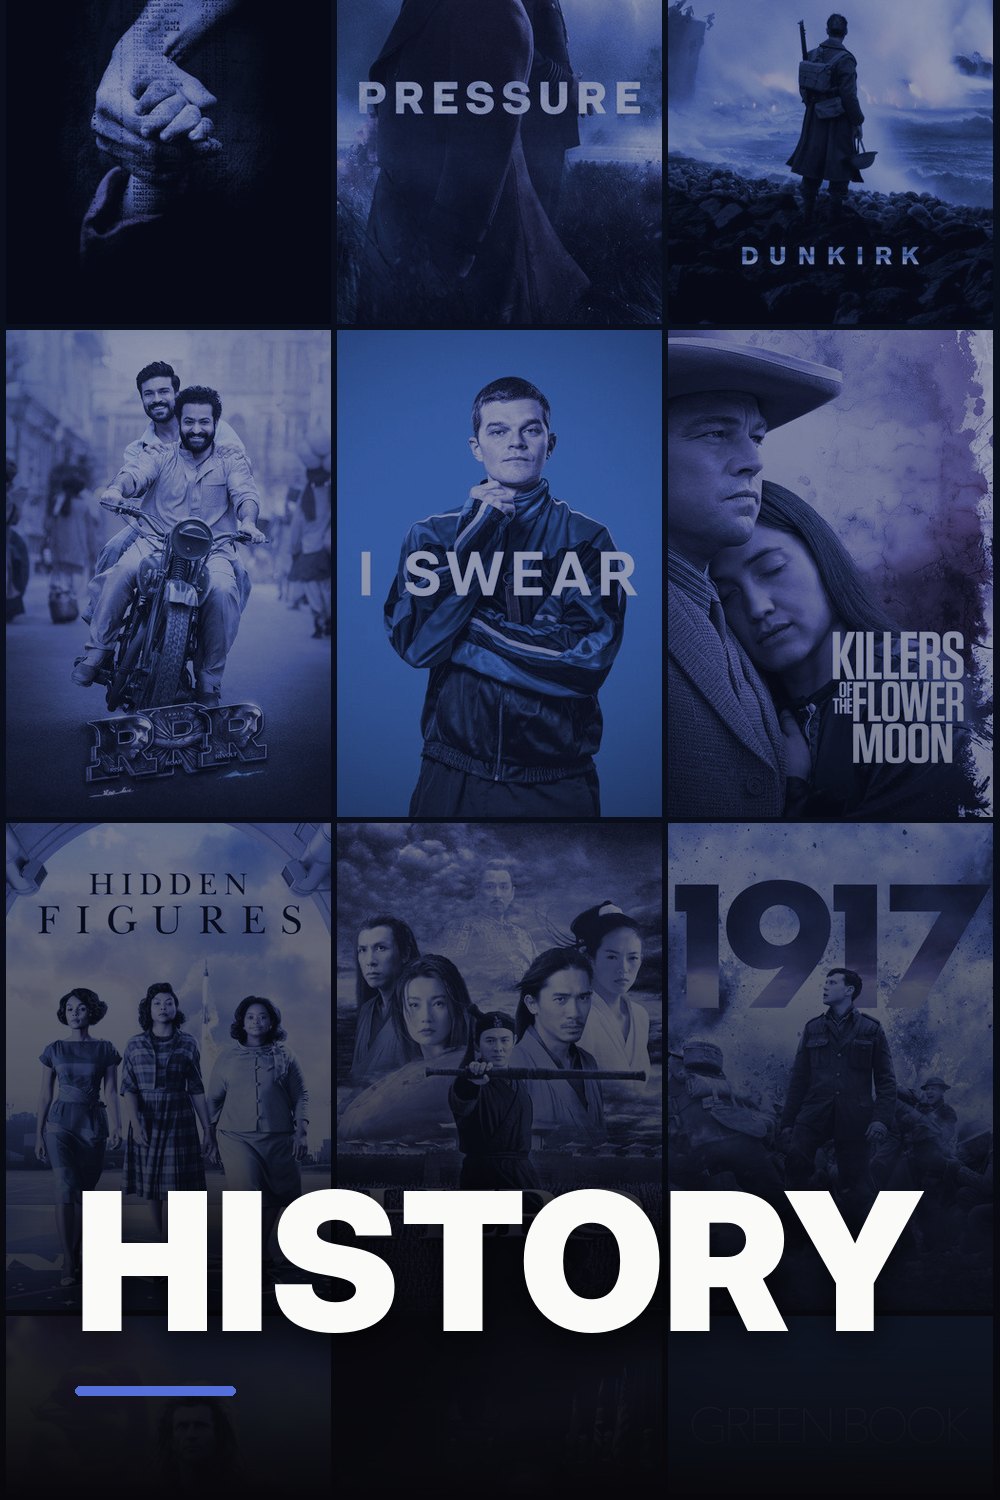 PRESSURE
DUNKIRK
RRR
I SWEAR
KILLERS
OF THE FLOWER
MOON
HIDDEN
FIGURES
1917
HISTORY
GREEN BOOK